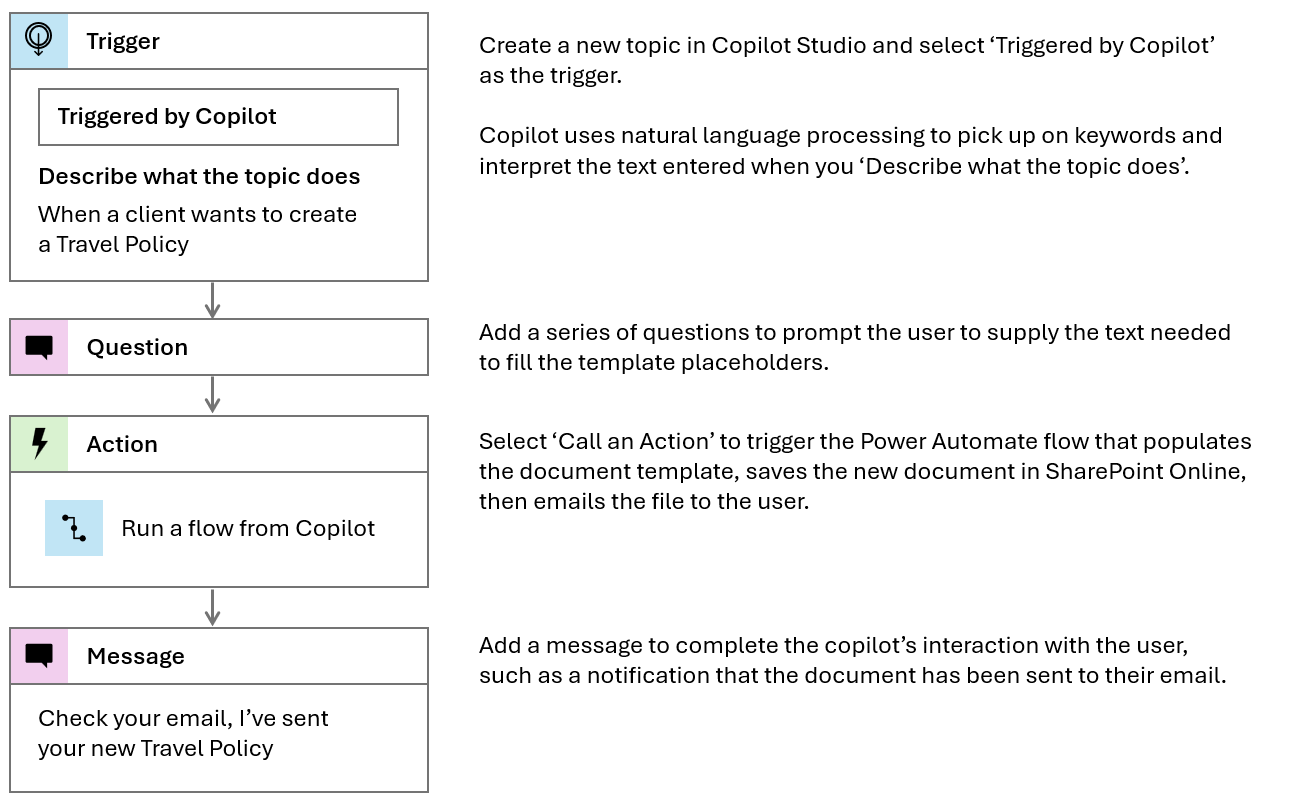 Trigger
Create a new topic in Copilot Studio and select ‘Triggered by Copilot’
as the trigger.
Triggered by Copilot
Copilot uses natural language processing to pick up on keywords and
interpret the text entered when you ‘Describe what the topic does’.
Describe what the topic does
When a client wants to create
a Travel Policy
Question
Add a series of questions to prompt the user to supply the text needed
to fill the template placeholders.
Action
Select ‘Call an Action’ to trigger the Power Automate flow that populates
the document template, saves the new document in SharePoint Online,
then emails the file to the user.
Run a flow from Copilot
Message
Add a message to complete the copilot’s interaction with the user,
such as a notification that the document has been sent to their email.
Check your email, I’ve sent
your new Travel Policy